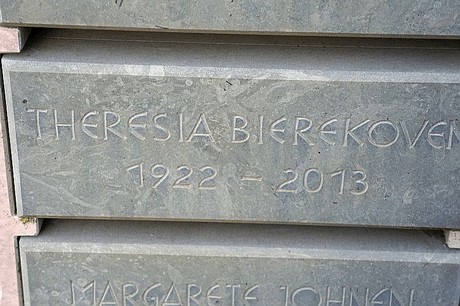 THERESIA BIEREKOVEN
1922 – 2013
MARGARETE JOHNEN